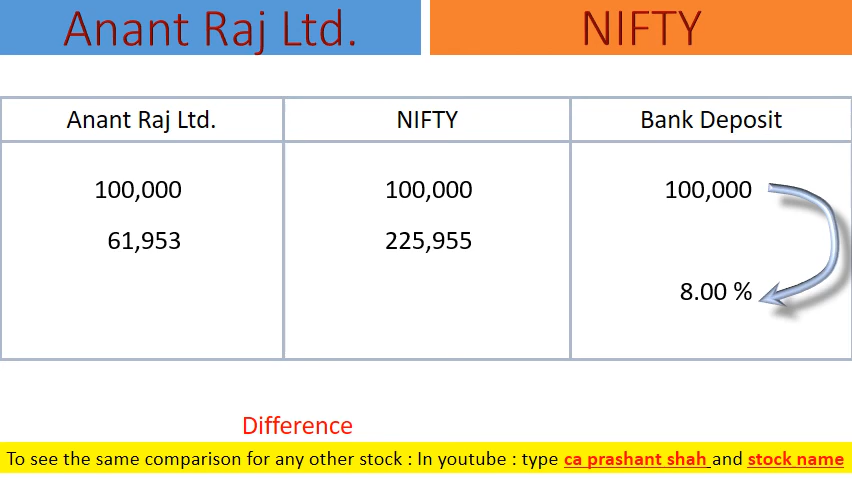 Anant Raj Ltd. NIFTY
Anant Raj Ltd. NIFTY Bank Deposit
100,000 100,000 100,000
61,953 225,955
8.00 %
Difference
To see the same comparison for any other stock : In youtube : type ca prashant shah and stock name